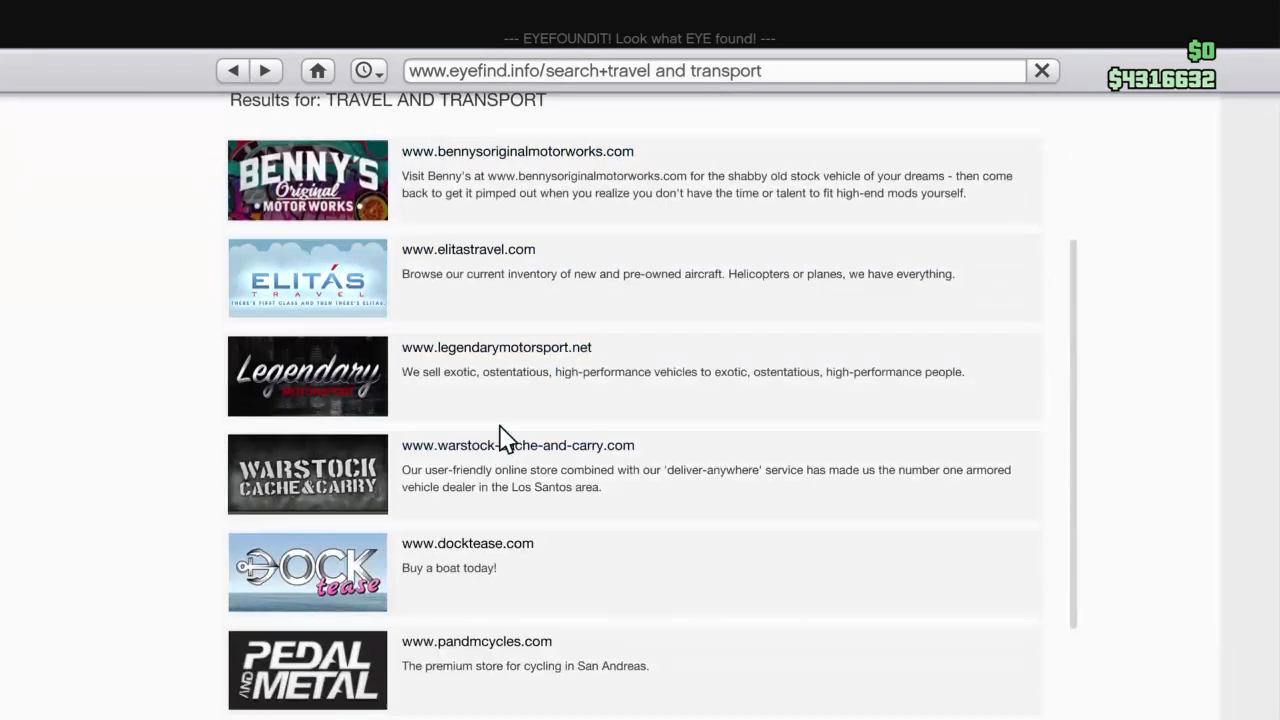 --- EYEFOUNDIT! Look what EYE found! ---
$0
www.eyefind.info/search+travel and transport
$4316632
Results for: TRAVEL AND TRANSPORT
BENNY'S
Original
• MOTOR WORKS •
www.bennysoriginalmotorworks.com
Visit Benny's at www.bennysoriginalmotorworks.com for the shabby old stock vehicle of your dreams - then come
back to get it pimped out when you realize you don't have the time or talent to fit high-end mods yourself.
ELITÁS
TRAVEL
THERE'S FIRST CLASS AND THEN THERE'S ELITAS.
www.elitastravel.com
Browse our current inventory of new and pre-owned aircraft. Helicopters or planes, we have everything.
Legendary
MOTORSPORT
www.legendarymotorsport.net
We sell exotic, ostentatious, high-performance vehicles to exotic, ostentatious, high-performance people.
WARSTOCK
CACHE&CARRY
www.warstock-cache-and-carry.com
Our user-friendly online store combined with our 'deliver-anywhere' service has made us the number one armored
vehicle dealer in the Los Santos area.
DOCK
tease
www.docktease.com
Buy a boat today!
PEDAL
AND METAL
www.pandmcycles.com
The premium store for cycling in San Andreas.